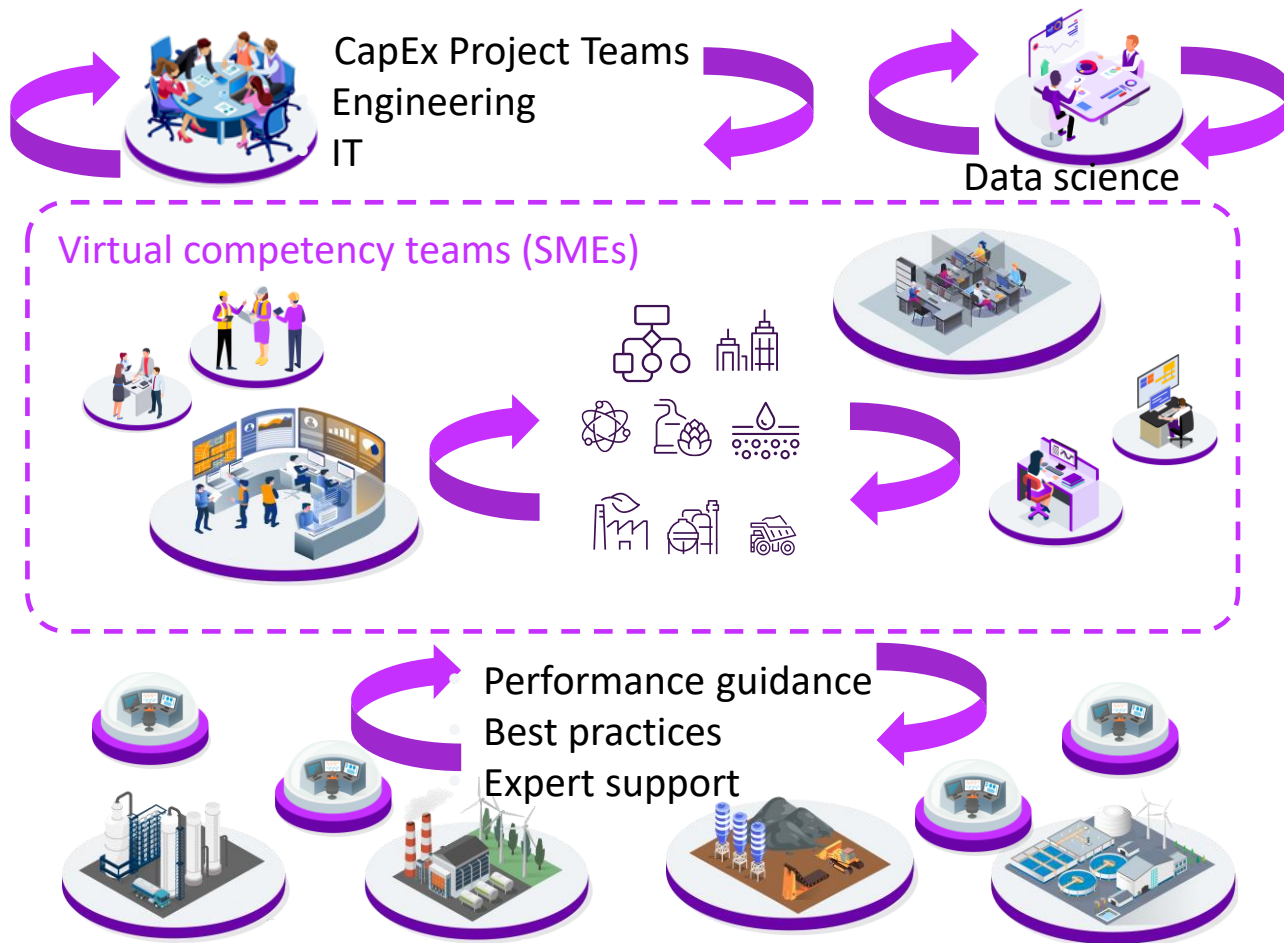 CapEx Project Teams
Engineering
IT
Data science
Virtual competency teams (SMEs)
Performance guidance
Best practices
Expert support